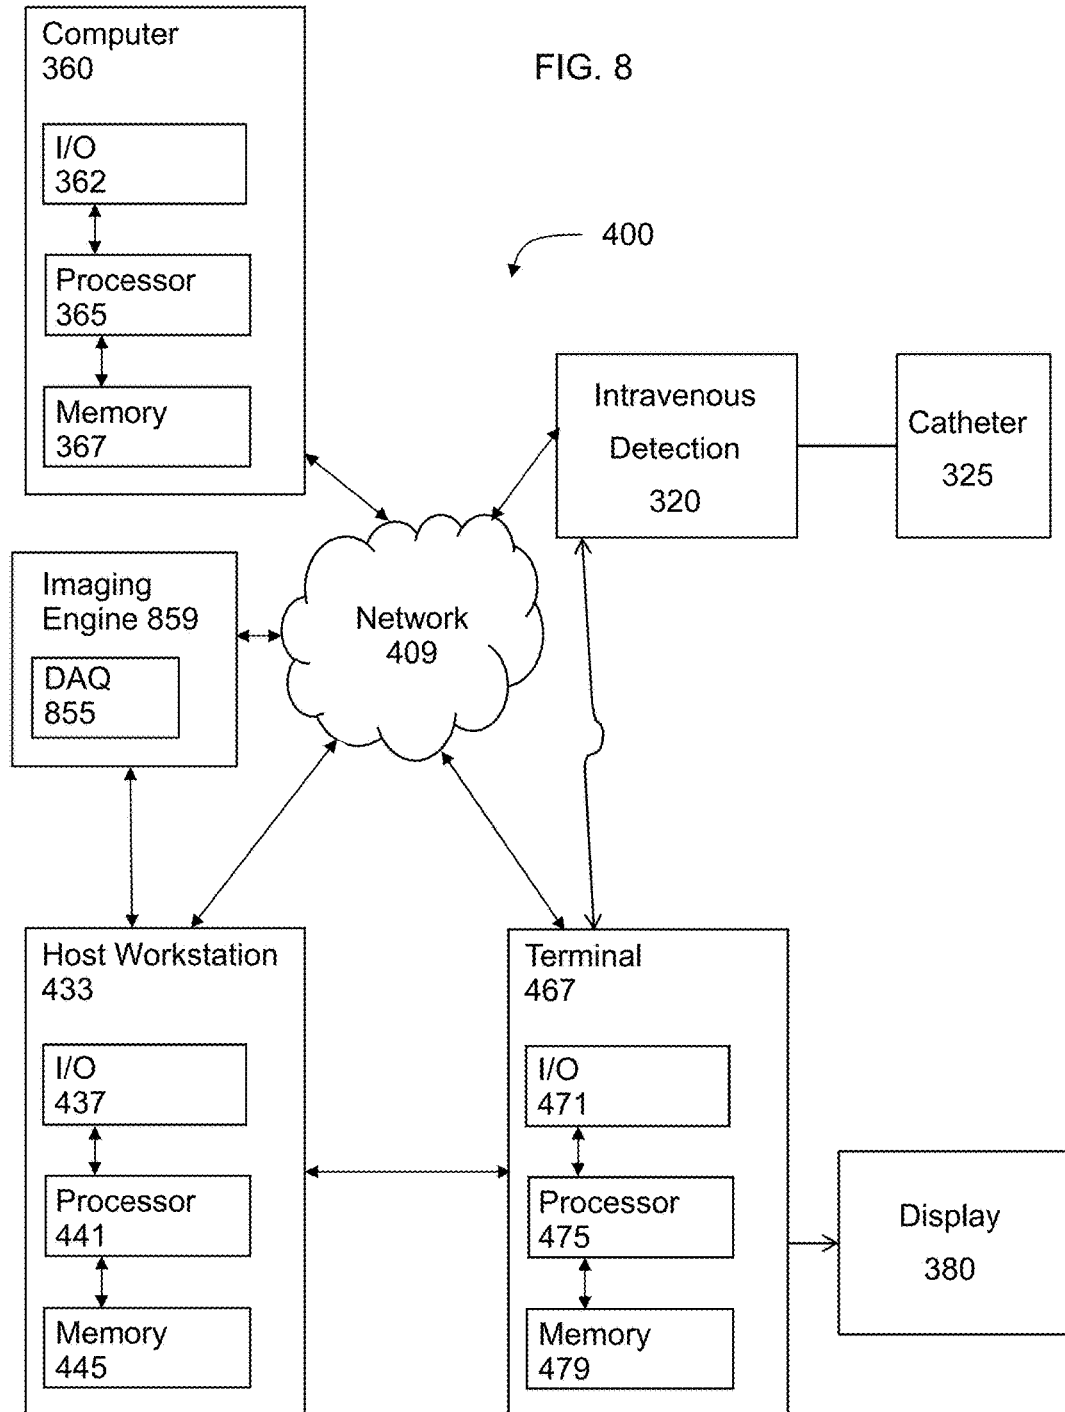 Computer
360
FIG. 8
I/O
362
Processor
365
Memory
367
400
Intravenous
Detection
320
Catheter
325
Imaging
Engine 859
DAQ
855
Network
409
Host Workstation
433
I/O
437
Processor
441
Memory
445
Terminal
467
I/O
471
Processor
475
Memory
479
Display
380